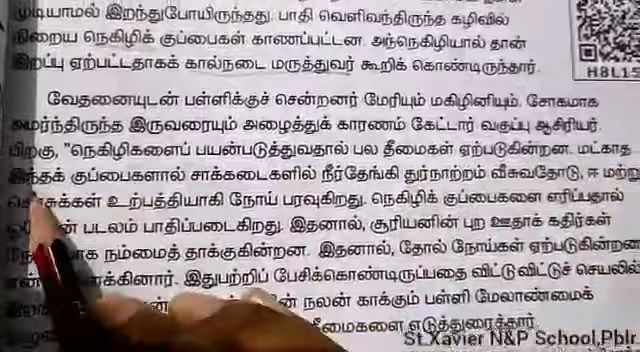 முடியாமல் இறந்துபோயிருந்தது. பாதி வெளிவந்திருந்த கழிவில்
நிறைய நெகிழிக் குப்பைகள் காணப்பட்டன. அந்நெகிழியால் தான்
இறப்பு ஏற்பட்டதாகக் கால்நடை மருத்துவர் கூறிக் கொண்டிருந்தார்.
H8L15
வேதனையுடன் பள்ளிக்குச் சென்றனர் மேரியும் மகிழினியும். சோகமாக
அமர்ந்திருந்த இருவரையும் அழைத்துக் காரணம் கேட்டார் வகுப்பு ஆசிரியர்.
பிறகு, "நெகிழிகளைப் பயன்படுத்துவதால் பல தீமைகள் ஏற்படுகின்றன. மட்காத
இந்தக் குப்பைகளால் சாக்கடைகளில் நீர்தேங்கி துர்நாற்றம் வீசுவதோடு, ஈ மற்று
உற்பத்தியாகி நோய் பரவுகிறது. நெகிழிக் குப்பைகளை எரிப்பதால்
படலம் பாதிப்படைகிறது. இதனால், சூரியனின் புற ஊதாக் கதிர்கள்
நம்மைத் தாக்குகின்றன. இதனால், தோல் நோய்கள் ஏற்படுகின்றன
இதுபற்றிப் பேசிக்கொண்டிருப்பதை விட்டுவிட்டுச் செயலில்
நலன் காக்கும் பள்ளி மேலாண்மைக்
தீமைகளை எடுத்துரைத்தார்.
St.Xavier N&P School,Pblr